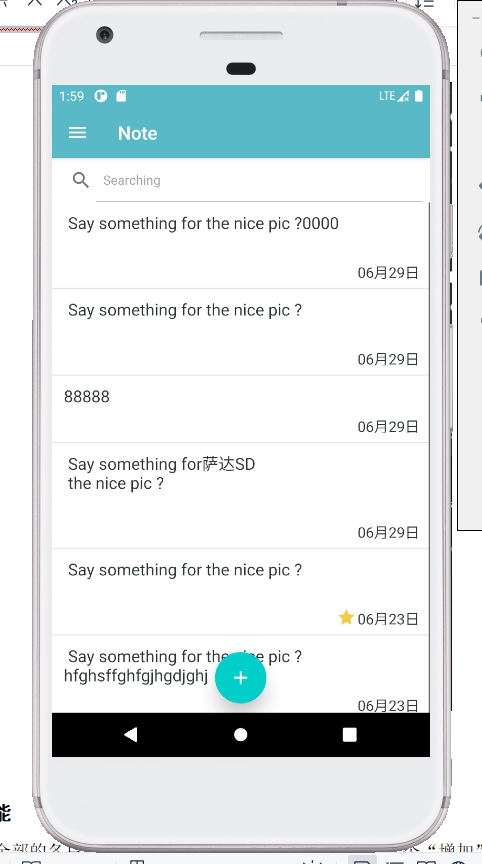 1:59
LTE
Note
Searching
Say something for the nice pic ?0000
06月29日
Say something for the nice pic ?
06月29日
88888
06月29日
Say something for萨达SD
the nice pic ?
06月29日
Say something for the nice pic ?
06月23日
Say something for the nice pic ?
hfghsffghfgjhgdjghj
06月23日
能